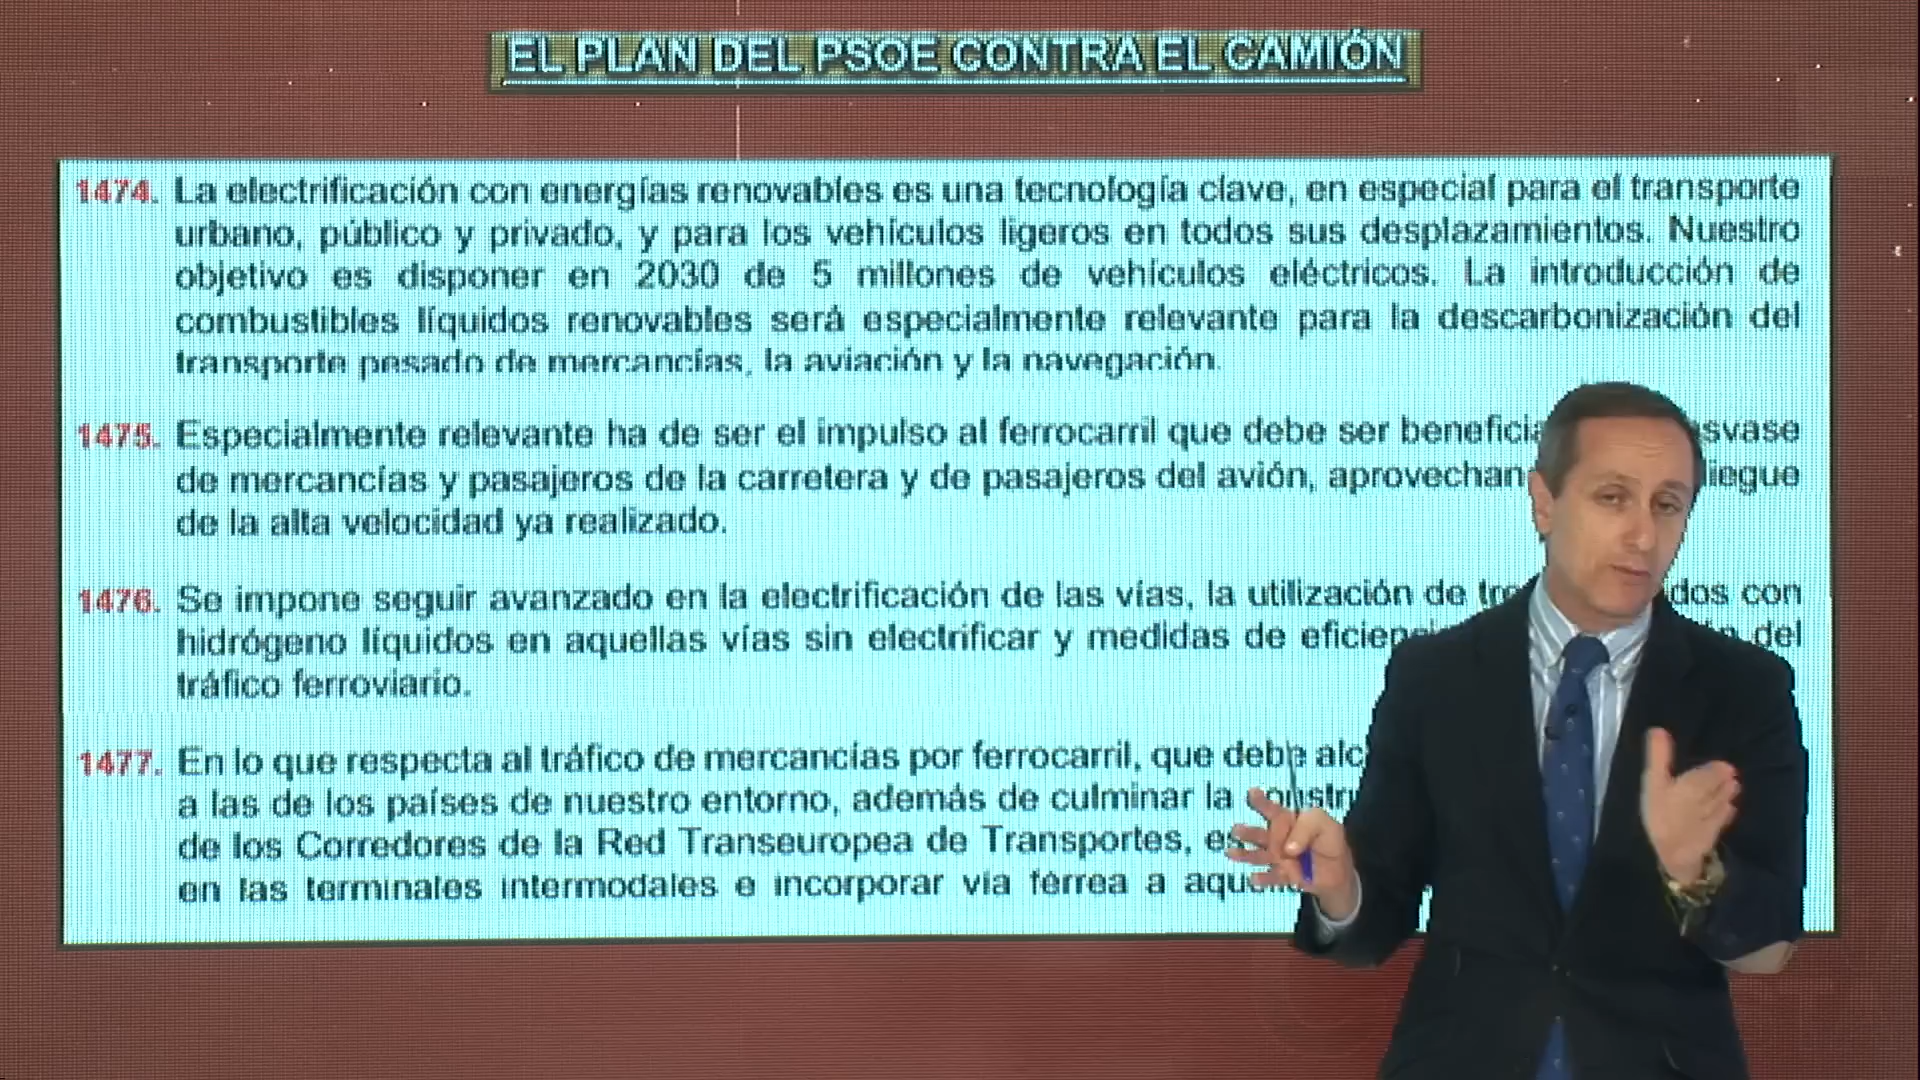 EL PLAN DEL PSOE CONTRA EL CAMIÓN
1474. La electrificación con energías renovables es una tecnología clave, en especial para el transporte
urbano, público y privado, y para los vehículos ligeros en todos sus desplazamientos. Nuestro
objetivo es disponer en 2030 de 5 millones de vehículos eléctricos. La introducción de
combustibles líquidos renovables será especialmente relevante para la descarbonización del
transporte pesado de mercancías, la aviación y la navegación.
1475. Especialmente relevante ha de ser el impulso al ferrocarril que debe ser
de mercancías y pasajeros de la carretera y de pasajeros del avión,
de la alta velocidad ya realizado.
1476. Se impone seguir avanzado en la electrificación de las vías, la utilización de con
hidrógeno líquidos en aquellas vías sin electrificar y medidas de del
tráfico ferroviario.
1477. En lo que respecta al tráfico de mercancías por ferrocarril, que debe
a las de los países de nuestro entorno, además de culminar la
de los Corredores de la Red Transeuropea de Transportes,
en las terminales intermodales e incorporar vía férrea a